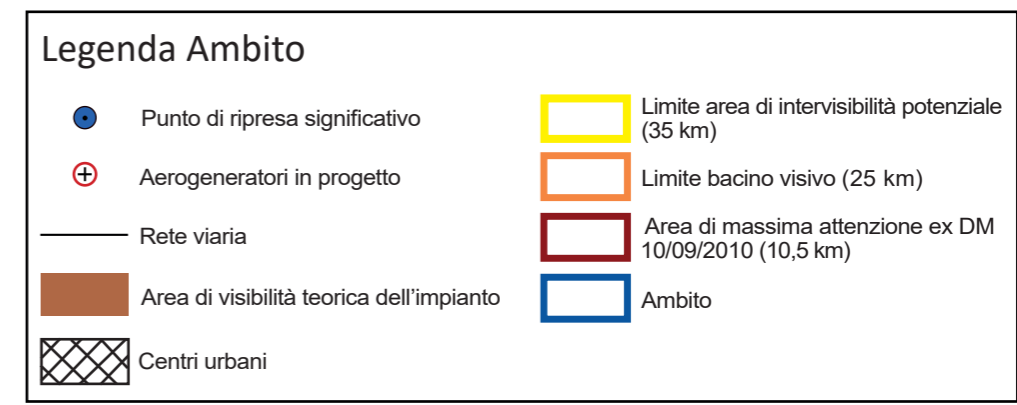 Legenda Ambito
Punto di ripresa significativo
Aerogeneratori in progetto
Rete viaria
Area di visibilità teorica dell'impianto
Centri urbani
Limite area di intervisibilità potenziale
(35 km)
Limite bacino visivo (25 km)
Area di massima attenzione ex DM
10/09/2010 (10,5 km)
Ambito